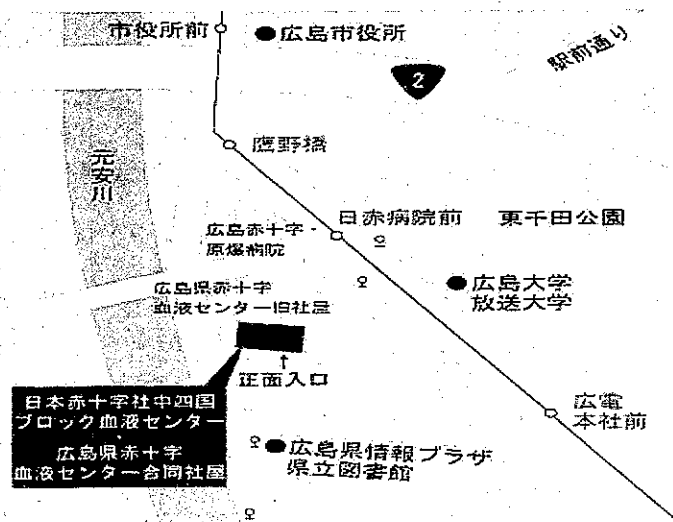 市役所前
広島市役所
駅前通り
2
鷹野橋
元安川
日赤病院前
東千田公園
広島赤十字・
原爆病院
広島県赤十字
血液センター旧社屋
広島大学
放送大学
正面入口
日本赤十字社中四国
ブロック血液センター
・
広島県赤十字
血液センター合同社屋
広電
本社前
広島県情報プラザ
県立図書館